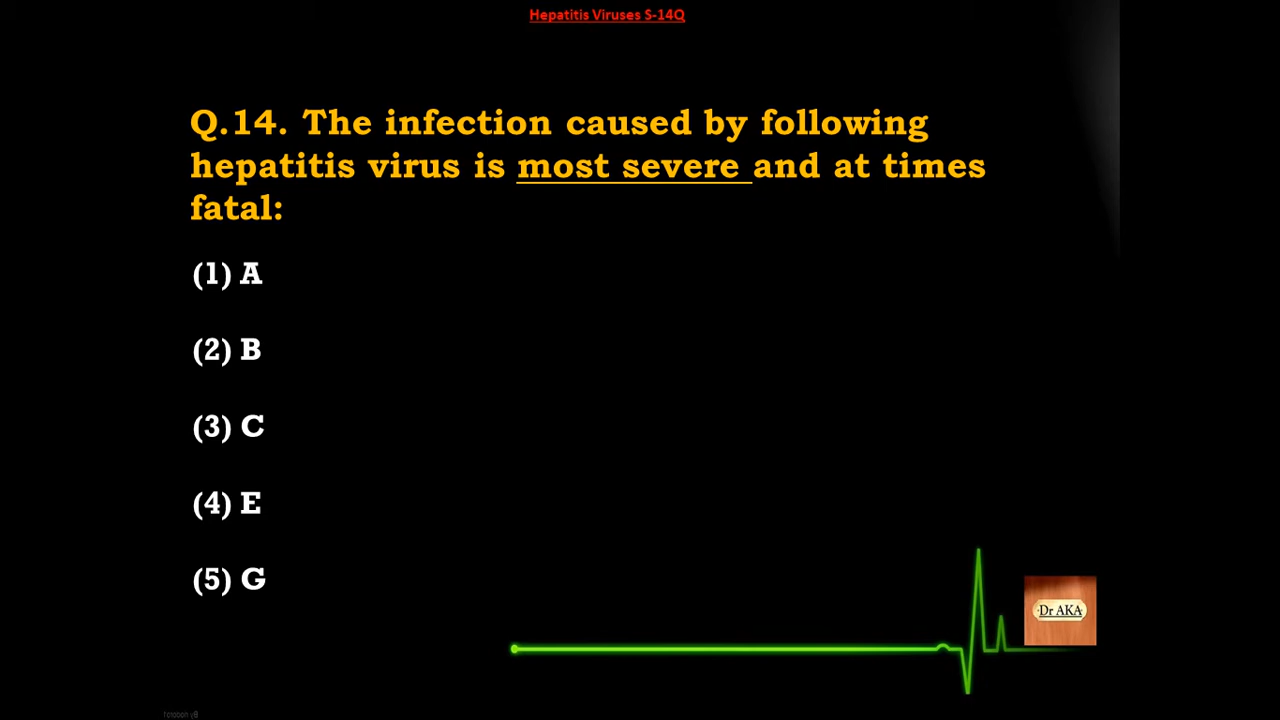 Hepatitis Viruses S-14Q
Q.14. The infection caused by following
hepatitis virus is most severe and at times
fatal:
(1) A
(2) B
(3) C
(4) E
(5) G
Dr AKA